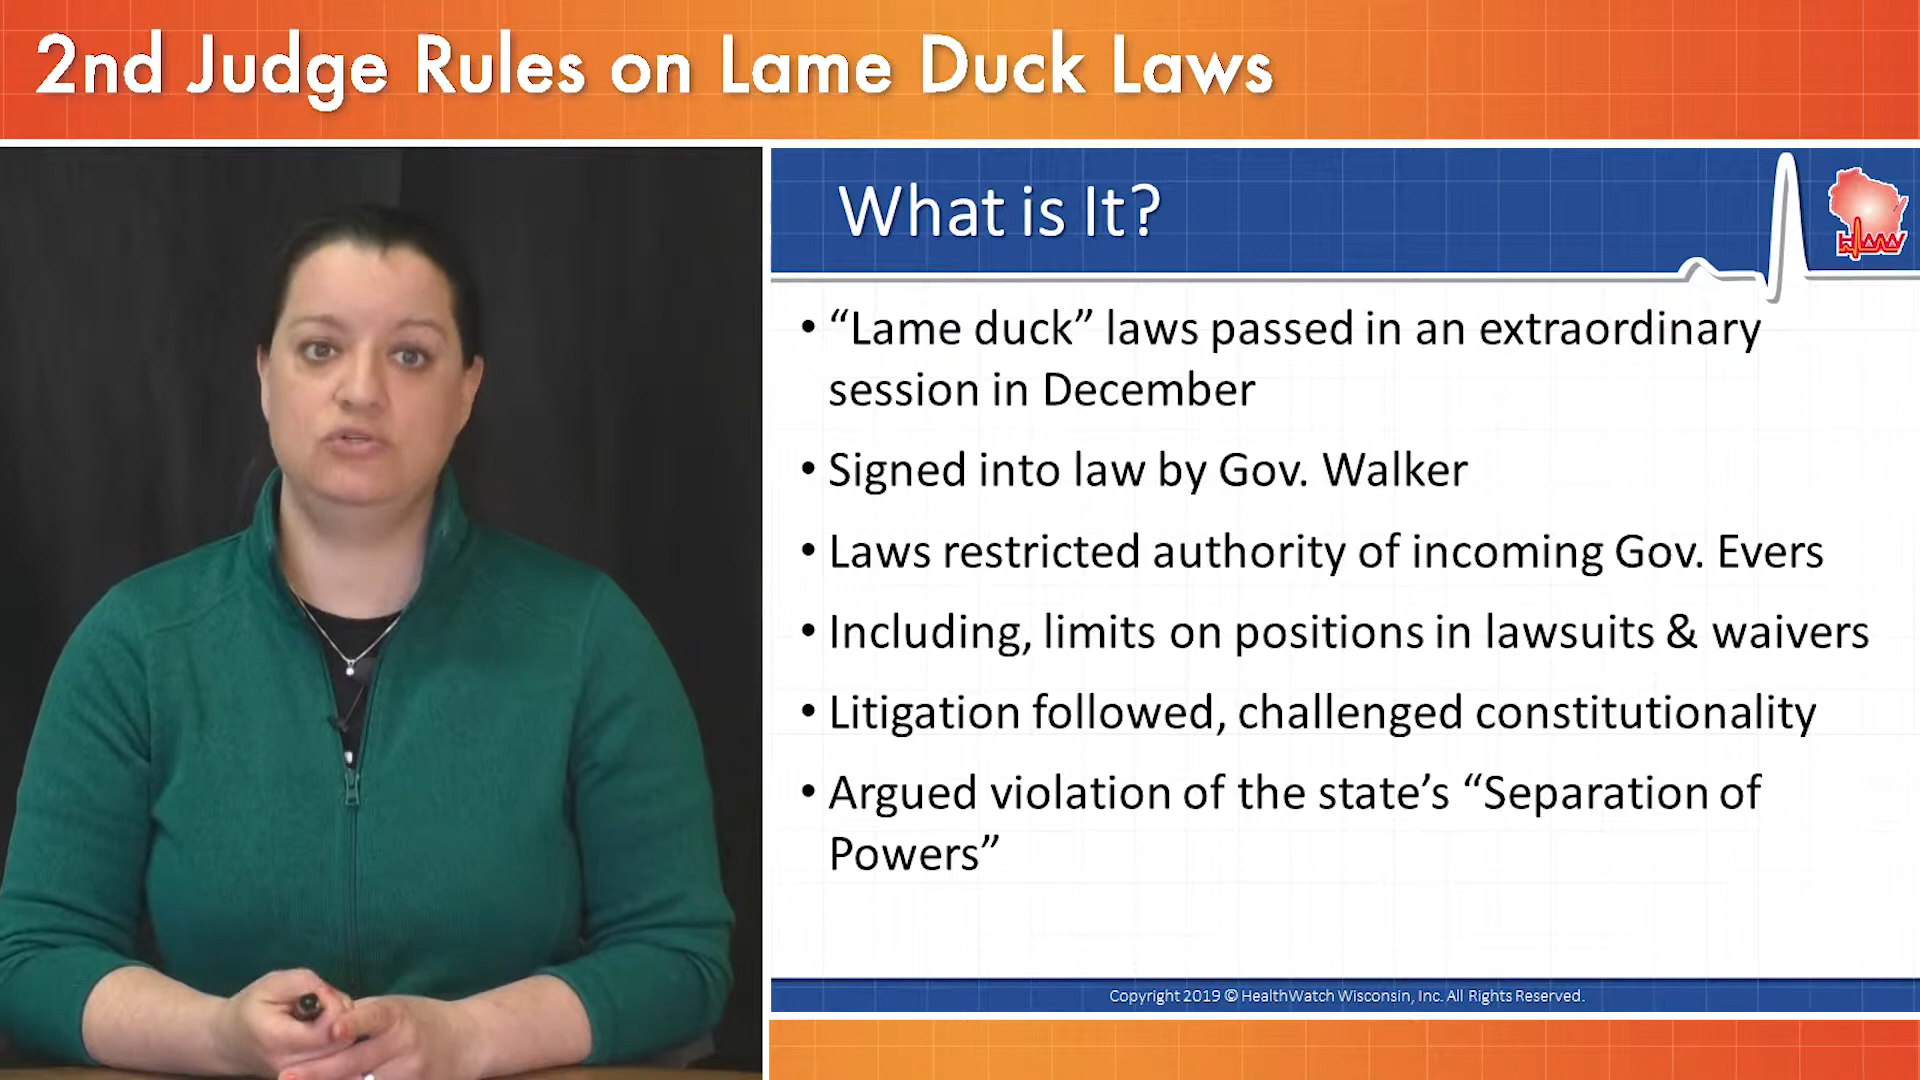 2nd Judge Rules on Lame Duck Laws
What is It?
HWW
• “Lame duck” laws passed in an extraordinary
session in December
• Signed into law by Gov. Walker
• Laws restricted authority of incoming Gov. Evers
• Including, limits on positions in lawsuits & waivers
• Litigation followed, challenged constitutionality
• Argued violation of the state’s “Separation of
Powers”
Copyright 2019 © HealthWatch Wisconsin, Inc. All Rights Reserved.